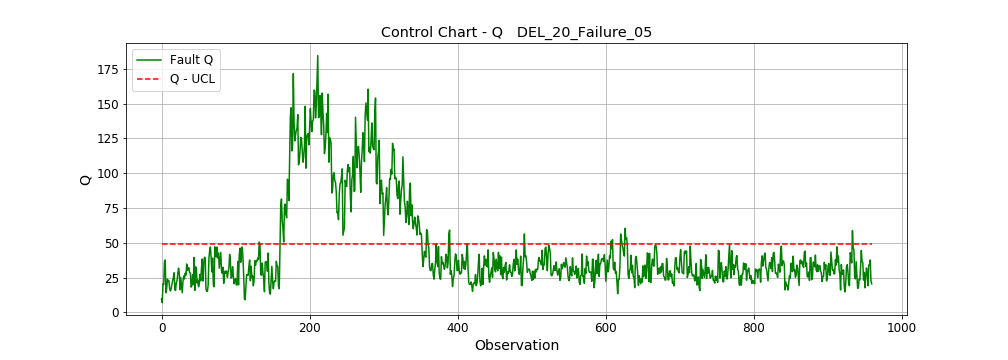 Control Chart - Q   DEL_20_Failure_05
Fault Q
Q - UCL
175
150
125
100
75
50
25
0
Q
0 200 400 600 800 1000
Observation